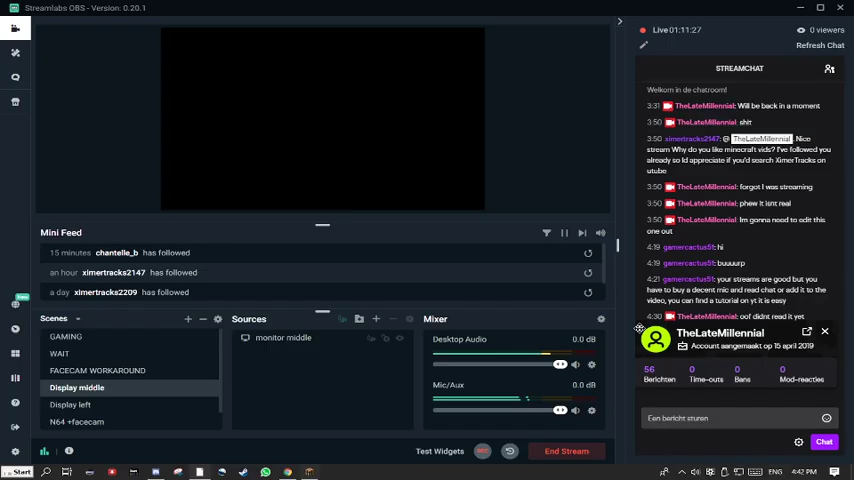 Streamlabs OBS - Version: 0.20.1
Live 01:11:27
0 viewers
Refresh Chat
STREAMCHAT
Welkom in de chatroom!
3:31 TheLateMillennial: Will be back in a moment
3:50 TheLateMillennial: shit
3:50 ximertracks2147: @ TheLateMillennial Nice
stream Why do you like minecraft vids? I've followed you
already so Id appreciate if you'd search XimerTracks on
utube
3:50 TheLateMillennial: forgot I was streaming
3:50 TheLateMillennial: phew it isnt real
3:50 TheLateMillennial: Im gonna need to edit this
one out
4:19 gamercactus51: hi
4:19 gamercactus51: buuuurp
4:21 gamercactus51: your streams are good but you
have to buy a decent mic and read chat or add it to the
video, you can find a tutorial on yt it is easy
4:30 TheLateMillennial: oof didnt read it yet
TheLateMillennial
Account aangemaakt op 15 april 2019
56 0 0 0
Berichten Time-outs Bans Mod-reacties
Een bericht sturen
Chat
Mini Feed
15 minutes chantelle_b has followed
an hour ximertracks2147 has followed
a day ximertracks2209 has followed
Scenes
GAMING
WAIT
FACECAM WORKAROUND
Display middle
Display left
N64 +facecam
Sources
monitor middle
Mixer
Desktop Audio 0.0 dB
Mic/Aux 0.0 dB
Test Widgets
REC
End Stream
Start
ENG
4:42 PM